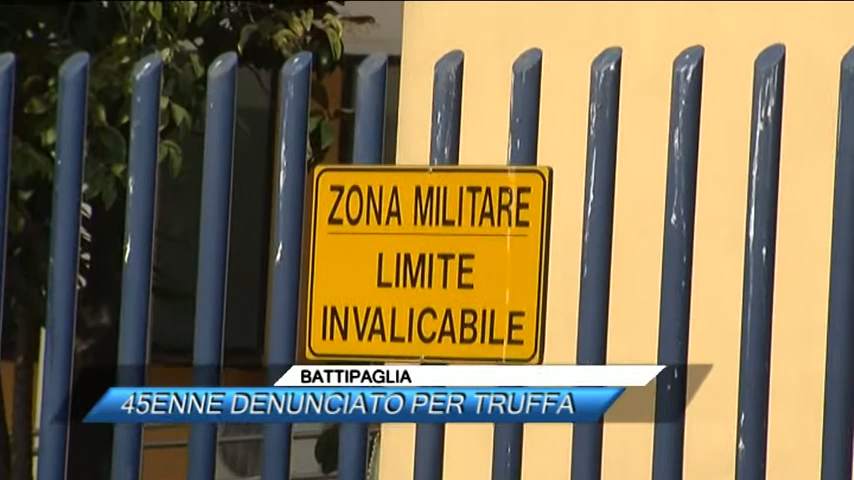 ZONA MILITARE
LIMITE
INVALICABILE
BATTIPAGLIA
45ENNE DENUNCIATO PER TRUFFA